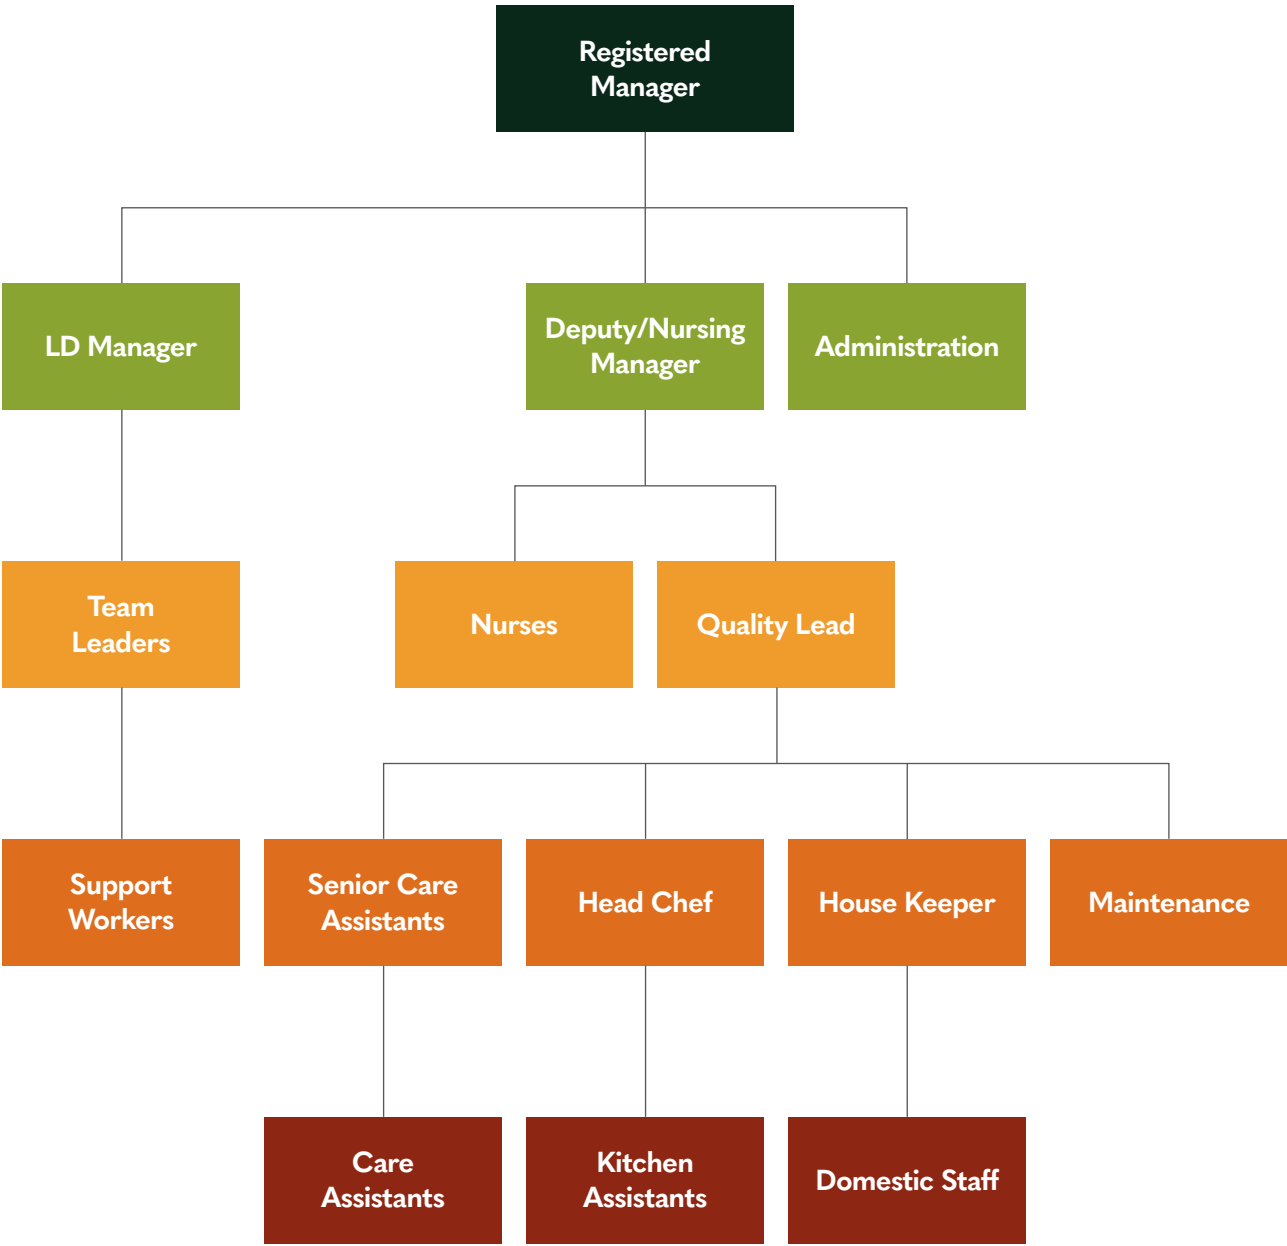 Registered
Manager
LD Manager
Deputy/Nursing
Manager
Administration
Team
Leaders
Nurses
Quality Lead
Support
Workers
Senior Care
Assistants
Head Chef
House Keeper
Maintenance
Care
Assistants
Kitchen
Assistants
Domestic Staff